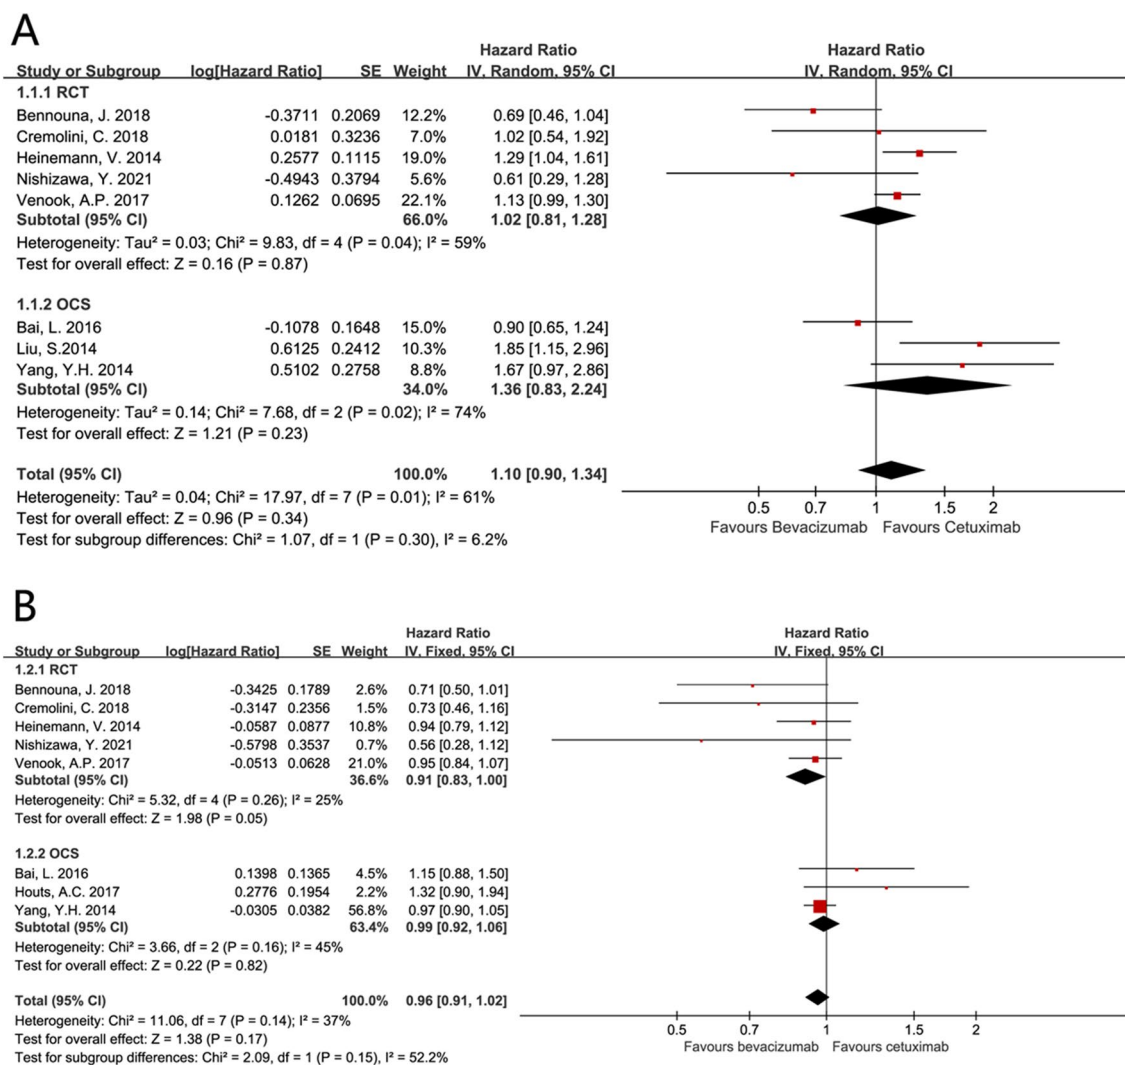 A
Hazard Ratio Hazard Ratio
Study or Subgroup log[Hazard Ratio] SE Weight IV, Random, 95% CI IV, Random, 95% CI
1.1.1 RCT
Bennouna, J. 2018 -0.3711 0.2069 12.2% 0.69 [0.46, 1.04]
Cremolini, C. 2018 0.0181 0.3236 7.0% 1.02 [0.54, 1.92]
Heinemann, V. 2014 0.2577 0.1115 19.0% 1.29 [1.04, 1.61]
Nishizawa, Y. 2021 -0.4943 0.3794 5.6% 0.61 [0.29, 1.28]
Venook, A.P. 2017 0.1262 0.0695 22.1% 1.13 [0.99, 1.30]
Subtotal (95% CI) 66.0% 1.02 [0.81, 1.28]
Heterogeneity: Tau² = 0.03; Chi² = 9.83, df = 4 (P = 0.04); I² = 59%
Test for overall effect: Z = 0.16 (P = 0.87)
1.1.2 OCS
Bai, L. 2016 -0.1078 0.1648 15.0% 0.90 [0.65, 1.24]
Liu, S.2014 0.6125 0.2412 10.3% 1.85 [1.15, 2.96]
Yang, Y.H. 2014 0.5102 0.2758 8.8% 1.67 [0.97, 2.86]
Subtotal (95% CI) 34.0% 1.36 [0.83, 2.24]
Heterogeneity: Tau² = 0.14; Chi² = 7.68, df = 2 (P = 0.02); I² = 74%
Test for overall effect: Z = 1.21 (P = 0.23)
Total (95% CI) 100.0% 1.10 [0.90, 1.34]
Heterogeneity: Tau² = 0.04; Chi² = 17.97, df = 7 (P = 0.01); I² = 61%
Test for overall effect: Z = 0.96 (P = 0.34)
Test for subgroup differences: Chi² = 1.07, df = 1 (P = 0.30), I² = 6.2%
0.5 0.7 1 1.5 2
Favours Bevacizumab Favours Cetuximab
B
Hazard Ratio Hazard Ratio
Study or Subgroup log[Hazard Ratio] SE Weight IV, Fixed, 95% CI IV, Fixed, 95% CI
1.2.1 RCT
Bennouna, J. 2018 -0.3425 0.1789 2.6% 0.71 [0.50, 1.01]
Cremolini, C. 2018 -0.3147 0.2356 1.5% 0.73 [0.46, 1.16]
Heinemann, V. 2014 -0.0587 0.0877 10.8% 0.94 [0.79, 1.12]
Nishizawa, Y. 2021 -0.5798 0.3537 0.7% 0.56 [0.28, 1.12]
Venook, A.P. 2017 -0.0513 0.0628 21.0% 0.95 [0.84, 1.07]
Subtotal (95% CI) 36.6% 0.91 [0.83, 1.00]
Heterogeneity: Chi² = 5.32, df = 4 (P = 0.26); I² = 25%
Test for overall effect: Z = 1.98 (P = 0.05)
1.2.2 OCS
Bai, L. 2016 0.1398 0.1365 4.5% 1.15 [0.88, 1.50]
Houts, A.C. 2017 0.2776 0.1954 2.2% 1.32 [0.90, 1.94]
Yang, Y.H. 2014 -0.0305 0.0382 56.8% 0.97 [0.90, 1.05]
Subtotal (95% CI) 63.4% 0.99 [0.92, 1.06]
Heterogeneity: Chi² = 3.66, df = 2 (P = 0.16); I² = 45%
Test for overall effect: Z = 0.22 (P = 0.82)
Total (95% CI) 100.0% 0.96 [0.91, 1.02]
Heterogeneity: Chi² = 11.06, df = 7 (P = 0.14); I² = 37%
Test for overall effect: Z = 1.38 (P = 0.17)
Test for subgroup differences: Chi² = 2.09, df = 1 (P = 0.15), I² = 52.2%
0.5 0.7 1 1.5 2
Favours bevacizumab Favours cetuximab